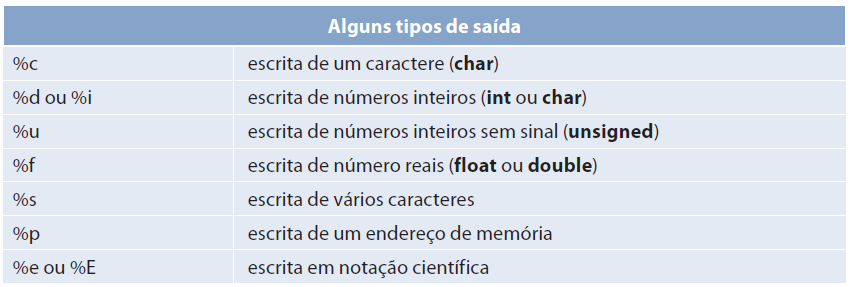 Alguns tipos de saída
%c escrita de um caractere (char)
%d ou %i escrita de números inteiros (int ou char)
%u escrita de números inteiros sem sinal (unsigned)
%f escrita de número reais (float ou double)
%s escrita de vários caracteres
%p escrita de um endereço de memória
%e ou %E escrita em notação científica